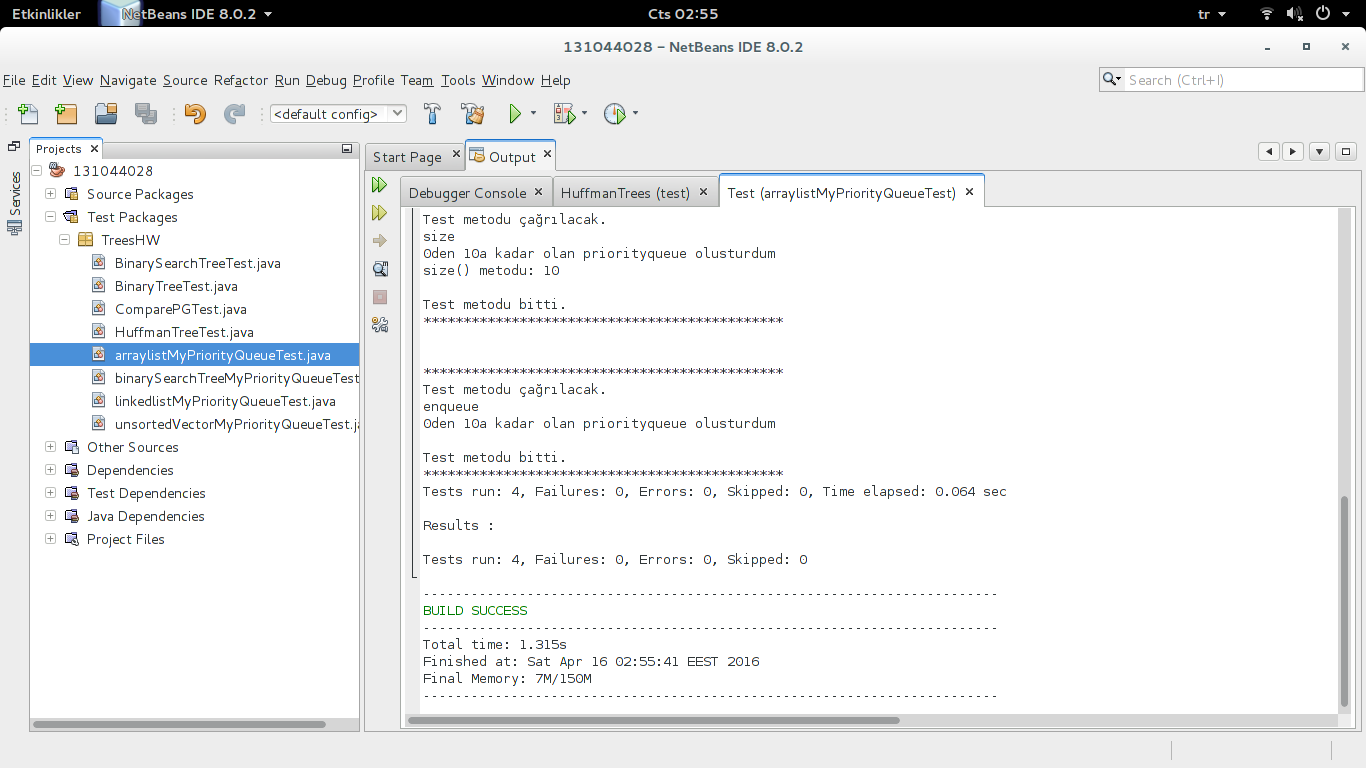 Etkinlikler
NetBeans IDE 8.0.2
Cts 02:55
tr
131044028 – NetBeans IDE 8.0.2
File Edit View Navigate Source Refactor Run Debug Profile Team Tools Window Help
Search (Ctrl+I)
<default config>
Services
Projects
131044028
Source Packages
Test Packages
TreesHW
BinarySearchTreeTest.java
BinaryTreeTest.java
ComparePGTest.java
HuffmanTreeTest.java
arraylistMyPriorityQueueTest.java
binarySearchTreeMyPriorityQueueTest
linkedlistMyPriorityQueueTest.java
unsortedVectorMyPriorityQueueTest.ja
Other Sources
Dependencies
Test Dependencies
Java Dependencies
Project Files
Start Page
Output
Debugger Console
HuffmanTrees (test)
Test (arraylistMyPriorityQueueTest)
Test metodu çağrılacak.
size
0den 10a kadar olan priorityqueue olusturdum
size() metodu: 10
Test metodu bitti.
*********************************************
*********************************************
Test metodu çağrılacak.
enqueue
0den 10a kadar olan priorityqueue olusturdum
Test metodu bitti.
*********************************************
Tests run: 4, Failures: 0, Errors: 0, Skipped: 0, Time elapsed: 0.064 sec
Results :
Tests run: 4, Failures: 0, Errors: 0, Skipped: 0
------------------------------------------------------------------------
BUILD SUCCESS
------------------------------------------------------------------------
Total time: 1.315s
Finished at: Sat Apr 16 02:55:41 EEST 2016
Final Memory: 7M/150M
------------------------------------------------------------------------